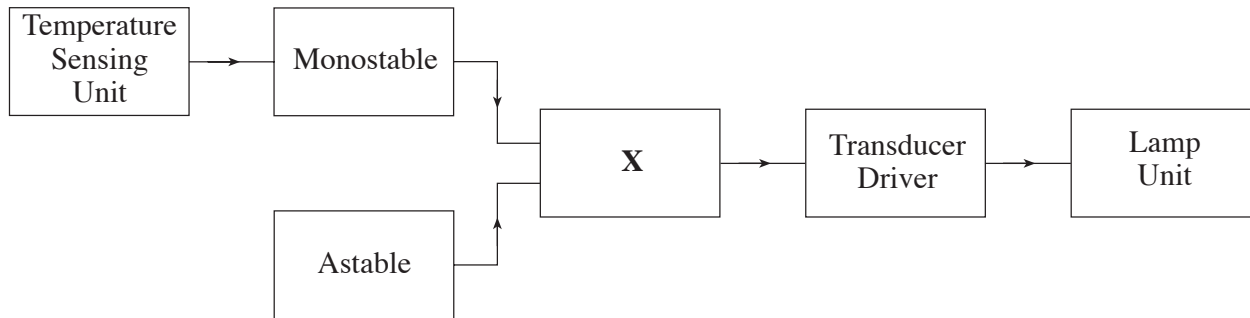 Temperature
Sensing
Unit
Monostable
Astable
X
Transducer
Driver
Lamp
Unit